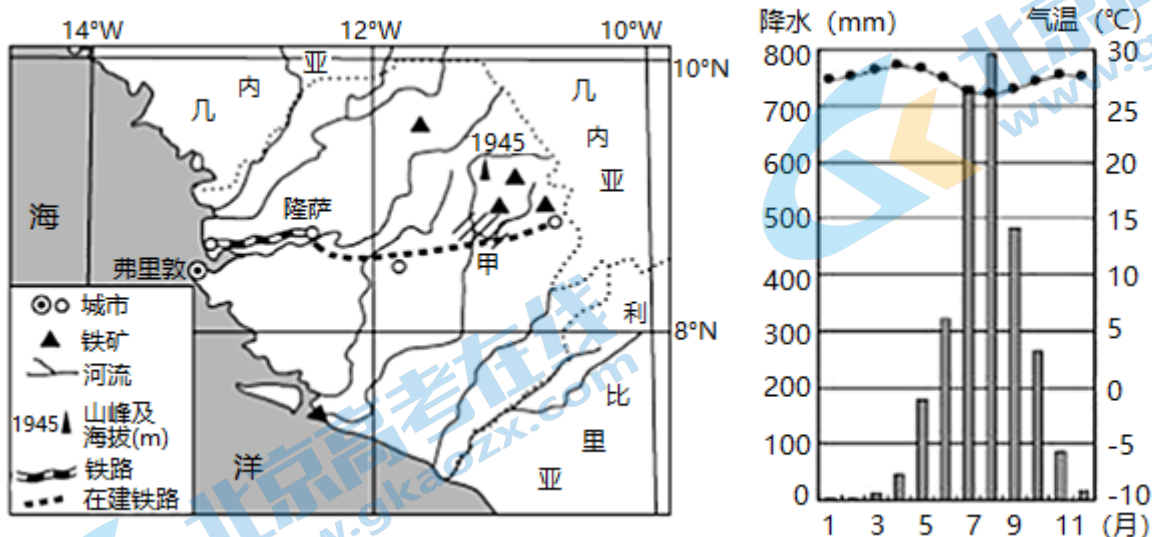 14°W 12°W 10°W
几
内
亚
几
内
亚
10°N
1945
海
隆萨
弗里敦
甲
8°N
利
比
里
亚
洋
城市
铁矿
河流
1945 山峰及
海拔(m)
铁路
在建铁路
降水（mm） 气温（℃）
800 30
700 25
600 20
500 15
400 10
300 5
200 0
100 -5
0 -10
1 3 5 7 9 11 (月)
北京高考在线
www.gkaozx.com
北京高
www.g